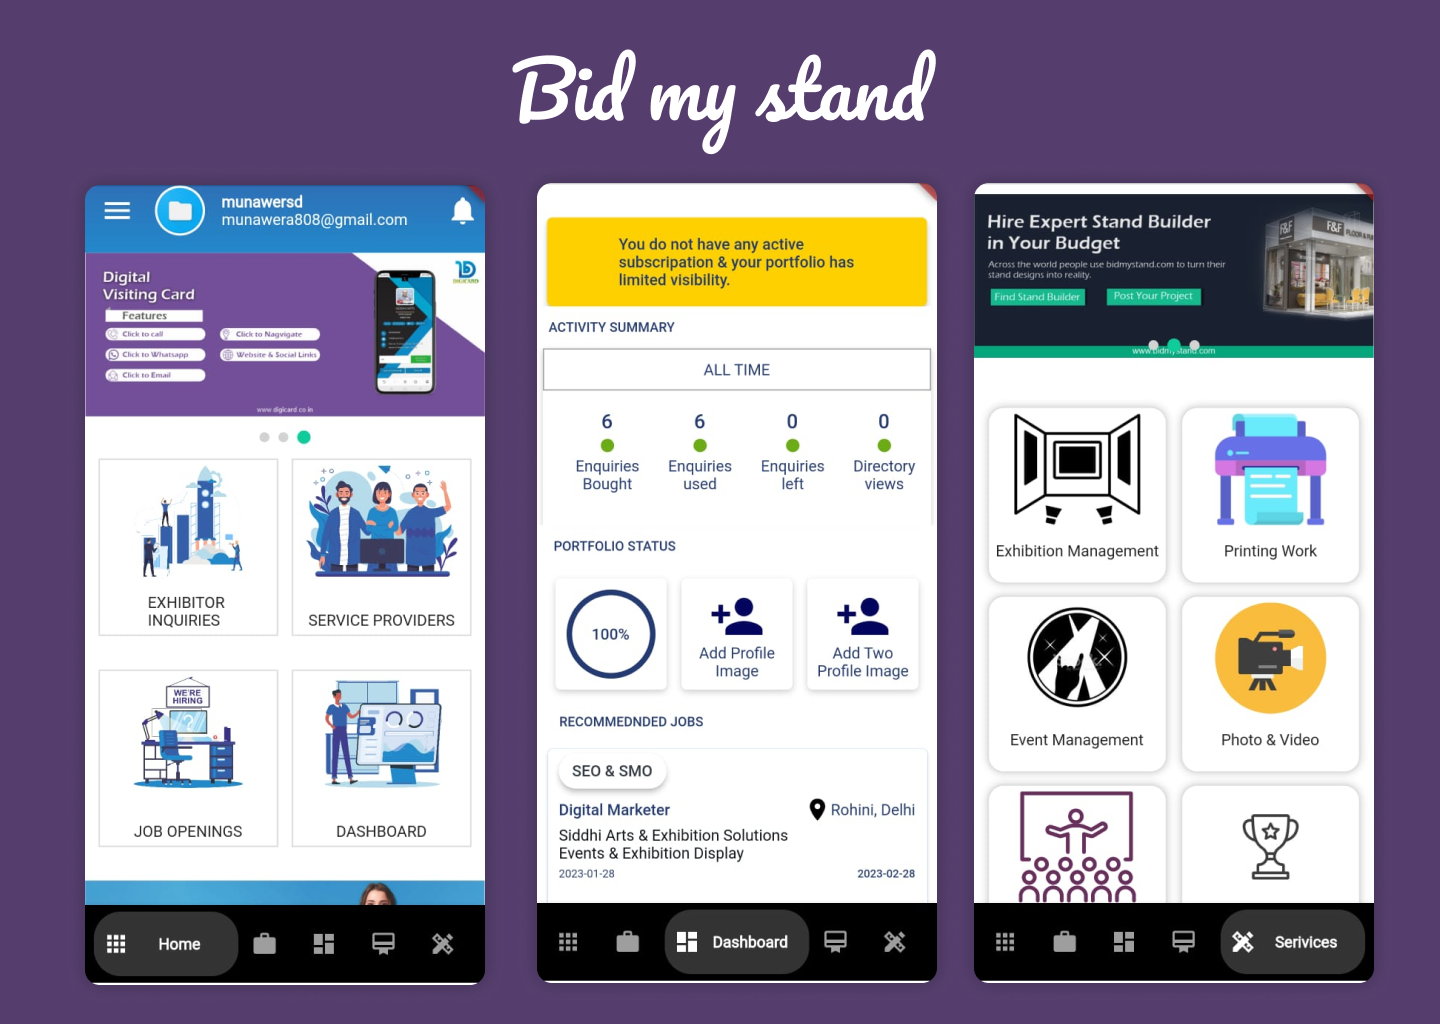 Bid my stand
munawersd
munawera808@gmail.com
Digital
Visiting Card
Features
Click to call
Click to Nagvigate
Click to Whatsapp
Website & Social Links
Click to Email
DIGICARD
www.digicard.co.in
EXHIBITOR
INQUIRIES
SERVICE PROVIDERS
WE'RE
HIRING
JOB OPENINGS
DASHBOARD
Home
You do not have any active
subscripation & your portfolio has
limited visibility.
ACTIVITY SUMMARY
ALL TIME
6 6 0 0
Enquiries Enquiries Enquiries Directory
Bought used left views
PORTFOLIO STATUS
100%
Add Profile
Image
Add Two
Profile Image
RECOMMEDNDED JOBS
SEO & SMO
Digital Marketer
Rohini, Delhi
Siddhi Arts & Exhibition Solutions
Events & Exhibition Display
2023-01-28
2023-02-28
Dashboard
Hire Expert Stand Builder
in Your Budget
Across the world people use bidmystand.com to turn their
stand designs into reality.
Find Stand Builder
Post Your Project
F&F
F&F
www.bidmystand.com
Exhibition Management
Printing Work
Event Management
Photo & Video
Serivices